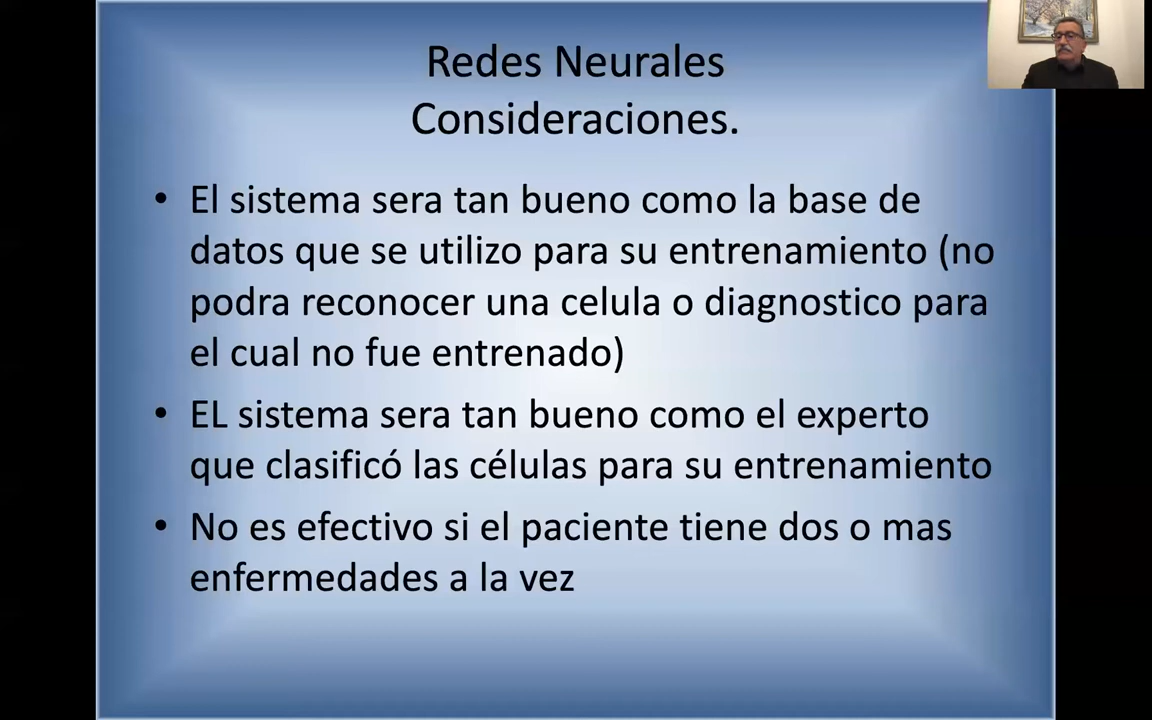 Redes Neurales
Consideraciones.
• El sistema sera tan bueno como la base de
datos que se utilizo para su entrenamiento (no
podra reconocer una celula o diagnostico para
el cual no fue entrenado)
• EL sistema sera tan bueno como el experto
que clasificó las células para su entrenamiento
• No es efectivo si el paciente tiene dos o mas
enfermedades a la vez